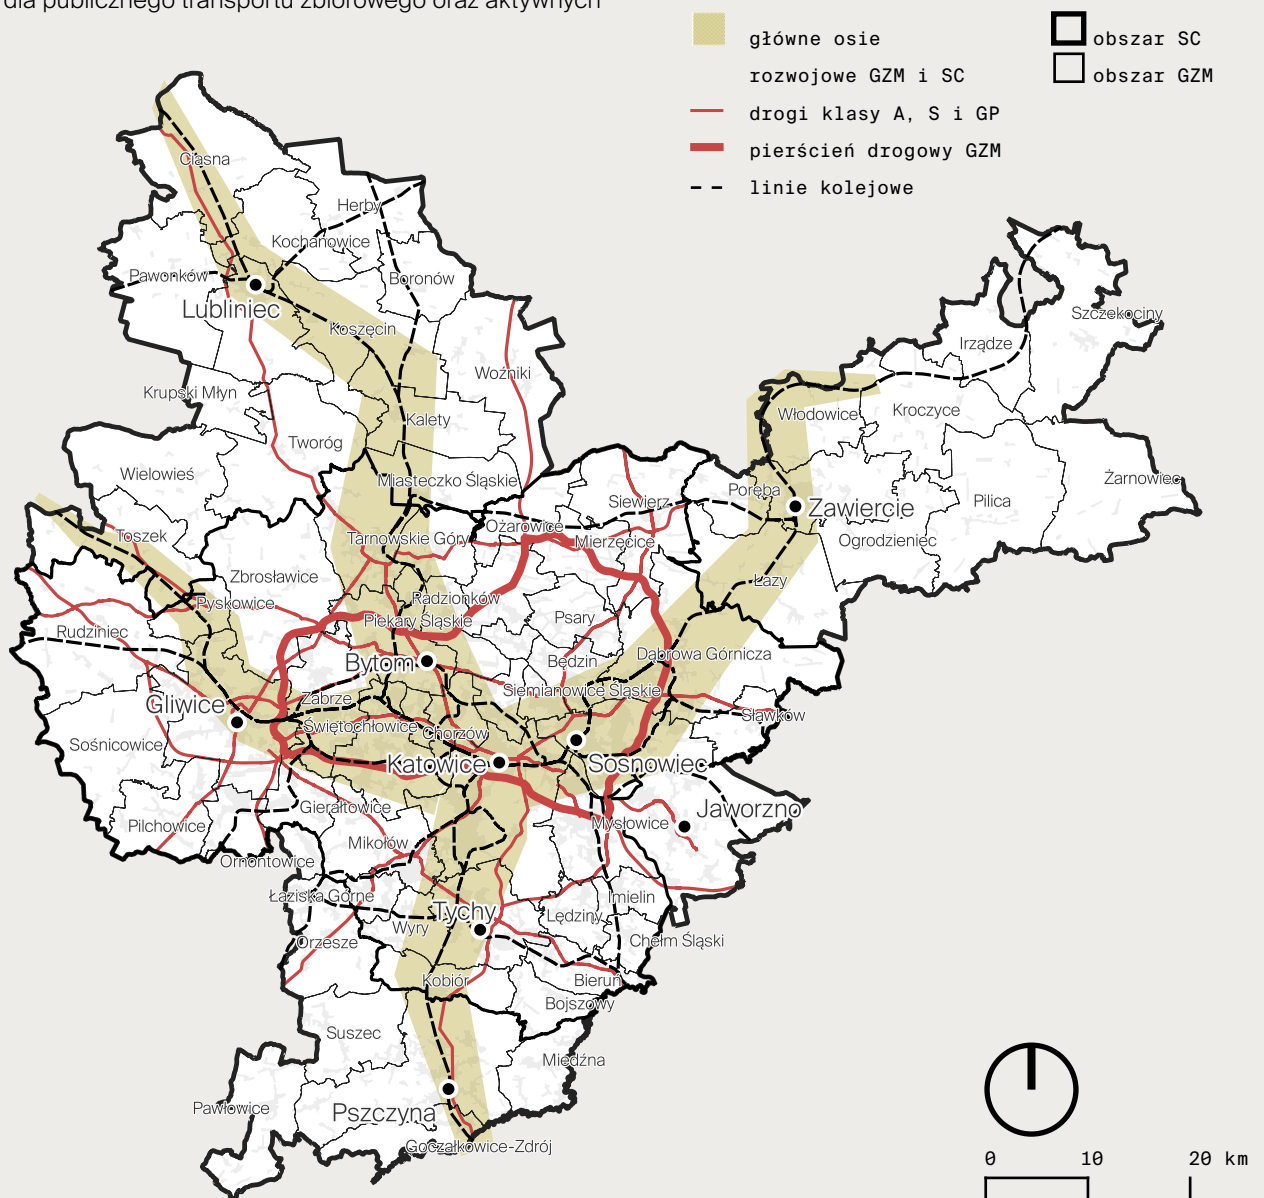 dla publicznego transportu zbiorowego oraz aktywnych
główne osie
rozwojowe GZM i SC
drogi klasy A, S i GP
pierścień drogowy GZM
linie kolejowe
obszar SC
obszar GZM
Ciasna
Herby
Kochanowice
Pawonków
Boronów
Lubliniec
Koszęcin
Szczekociny
Irządze
Woźniki
Krupski Młyn
Kalety
Włodowice
Kroczyce
Tworóg
Wielowieś
Miasteczko Śląskie
Żarnowiec
Poręba
Siewierz
Zawiercie
Pilica
Ożarowice
Toszek
Tarnowskie Góry
Mierzęcice
Ogrodzieniec
Zbrosławice
Łazy
Pyskowice
Radzionków
Piekary Śląskie
Psary
Rudziniec
Bytom
Będzin
Dąbrowa Górnicza
Siemianowice Śląskie
Zabrze
Gliwice
Sławków
Świętochłowice
Chorzów
Sośnicowice
Katowice
Sosnowiec
Gierałtowice
Jaworzno
Pilchowice
Mysłowice
Mikołów
Ornontowice
Łaziska Górne
Imielin
Tychy
Lędziny
Wyry
Orzesze
Chełm Śląski
Kobiór
Bieruń
Bojszowy
Suszec
Miedźna
Pawłowice
Pszczyna
Goczałkowice-Zdrój
0 10 20 km